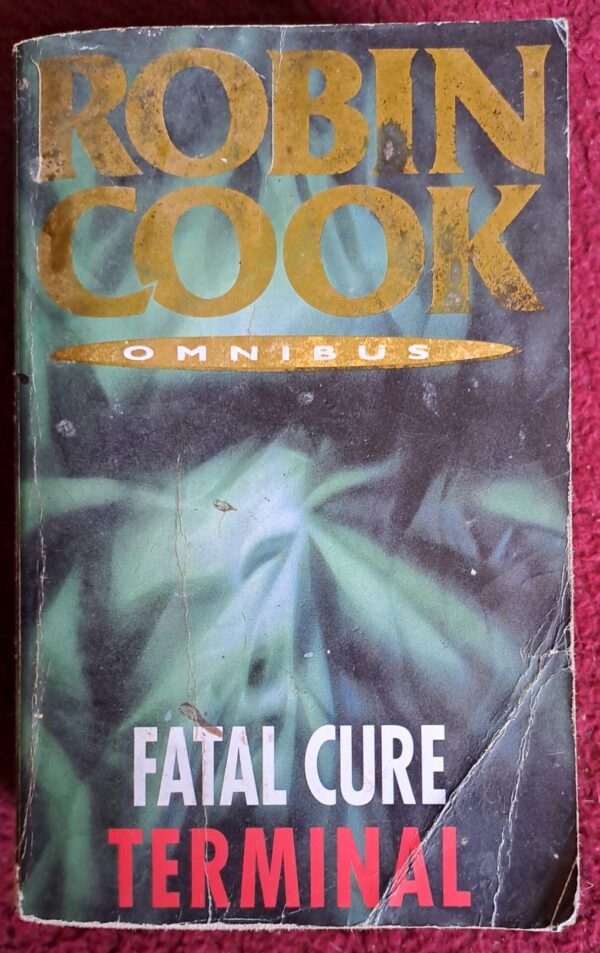 ROBIN
COOK
OMNIBUS
FATAL CURE
TERMINAL